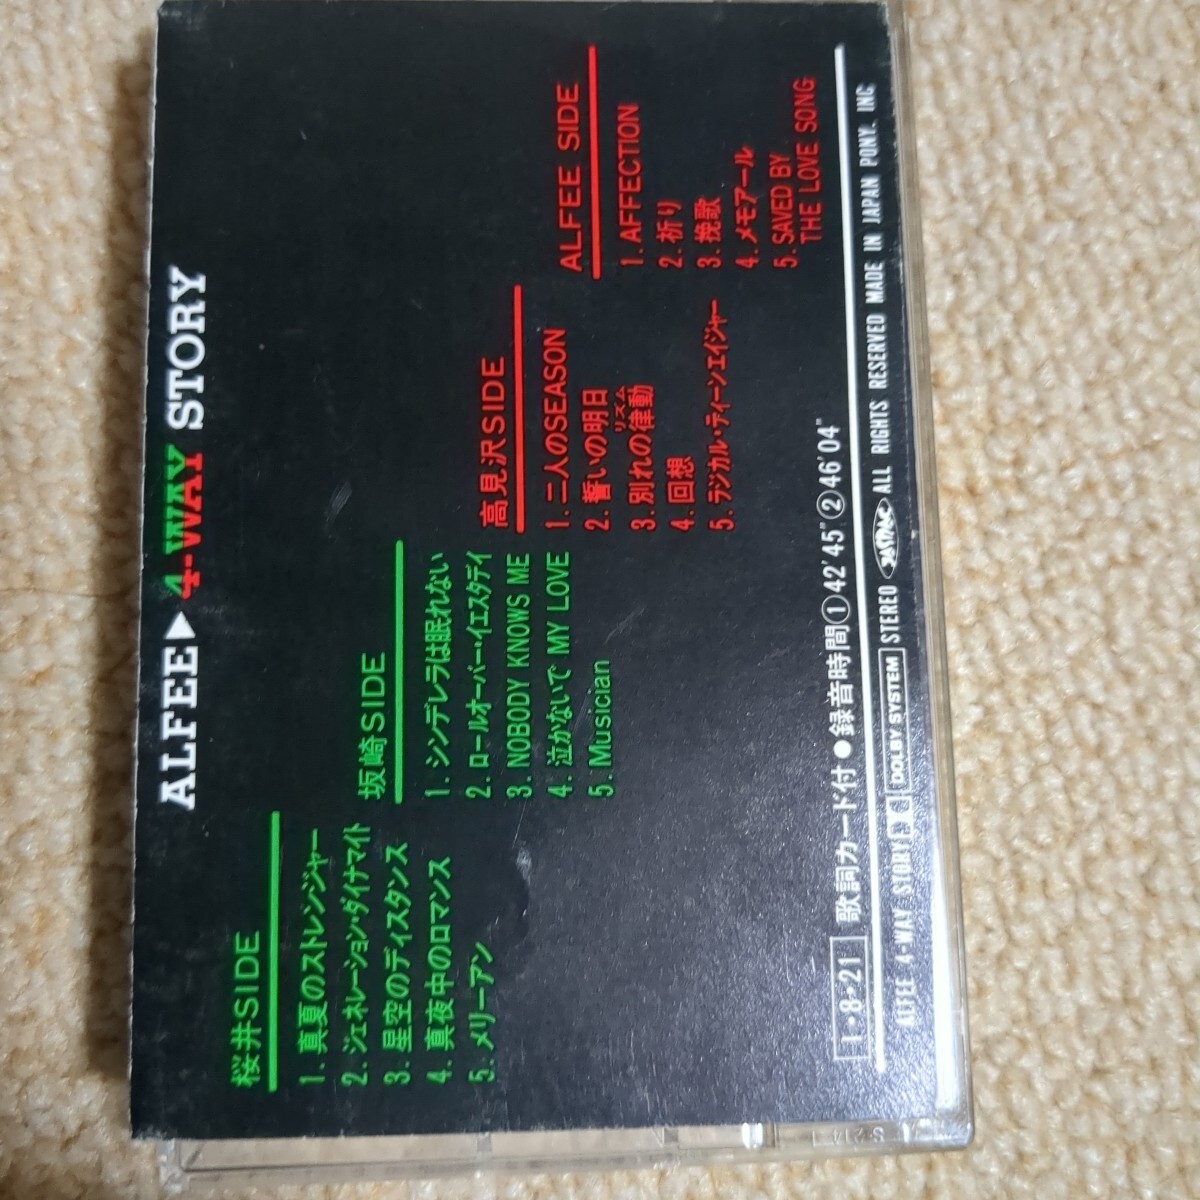 ALFEE▶4-WAY STORY
桜井SIDE
1.真夏のストレンジャー
2.ジェネレーション・ダイナマイト
3.星空のディスタンス
4.真夜中のロマンス
5.メリーアン
坂崎SIDE
1.シンデレラは眠れない
2.ロールオーバー・イエスタデイ
3.NOBODY KNOWS ME
4.泣かないで MY LOVE
5.Musician
高見沢SIDE
1.二人のSEASON
2.誓いの明日
リズム
3.別れの律動
4.回想
5.ラジカル・ティーンエイジャー
ALFEE SIDE
1.AFFECTION
2.祈り
3.挽歌
4.メモアール
5.SAVED BY
THE LOVE SONG
1・8・21 歌詞カード付●録音時間①42'45"②46'04"
ALFEE 4-WAY STORY DOLBY SYSTEM STEREO JASRAC ALL RIGHTS RESERVED MADE IN JAPAN PONY. INC